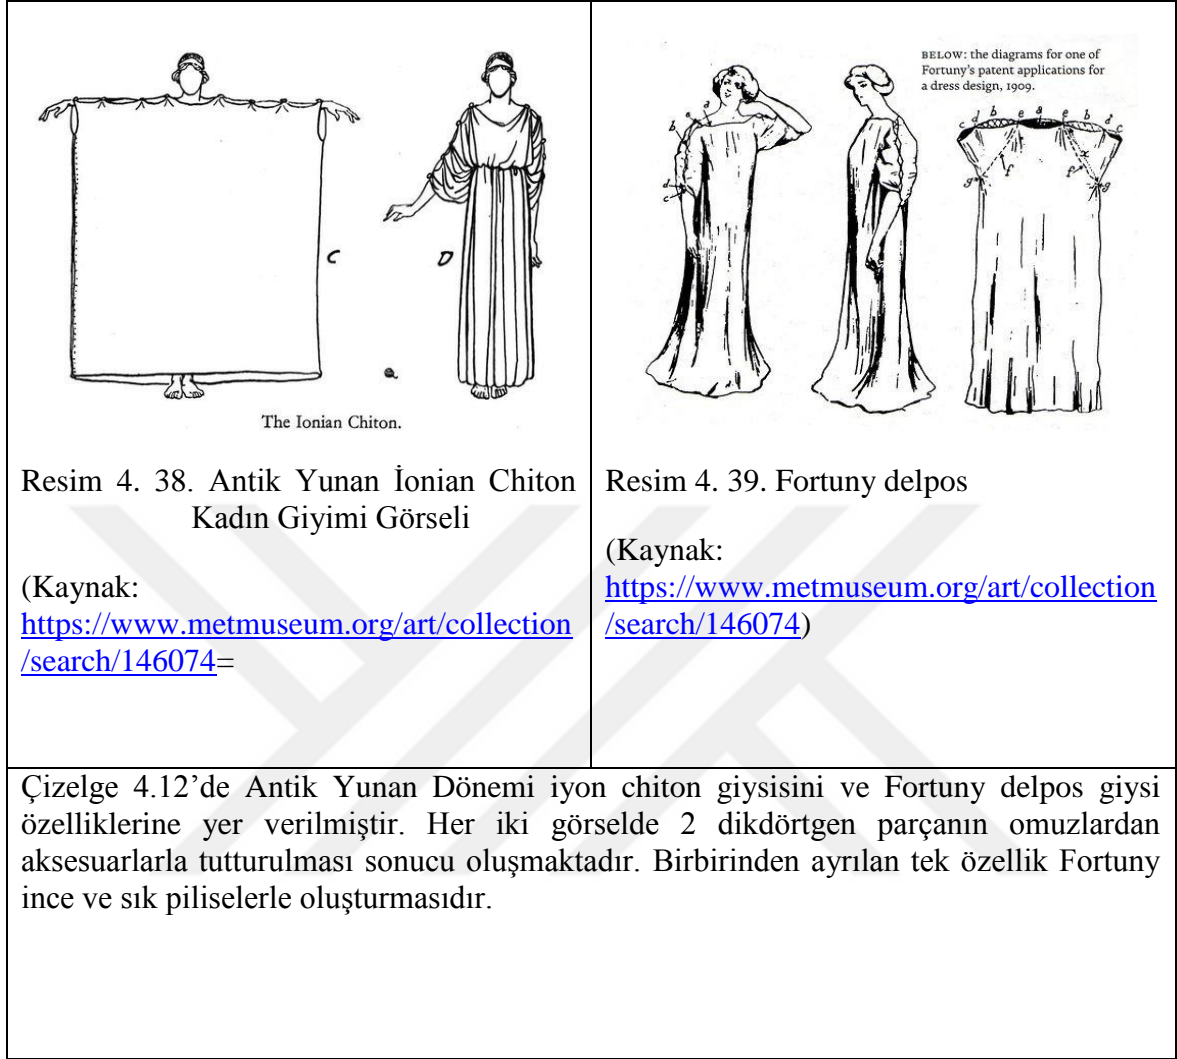 BELOW: the diagrams for one of
Fortuny's patent applications for
a dress design, 1909.
C
D
The Ionian Chiton.
a
a
b
d
c
c d b e a e b d c
x
f
f
g
g
Resim 4. 38. Antik Yunan İonian Chiton
Kadın Giyimi Görseli
(Kaynak:
https://www.metmuseum.org/art/collection
/search/146074=
Resim 4. 39. Fortuny delpos
(Kaynak:
https://www.metmuseum.org/art/collection
/search/146074)
Çizelge 4.12’de Antik Yunan Dönemi iyon chiton giysisini ve Fortuny delpos giysi
özelliklerine yer verilmiştir. Her iki görselde 2 dikdörtgen parçanın omuzlardan
aksesuarlarla tutturulması sonucu oluşmaktadır. Birbirinden ayrılan tek özellik Fortuny
ince ve sık piliselerle oluşturmasıdır.